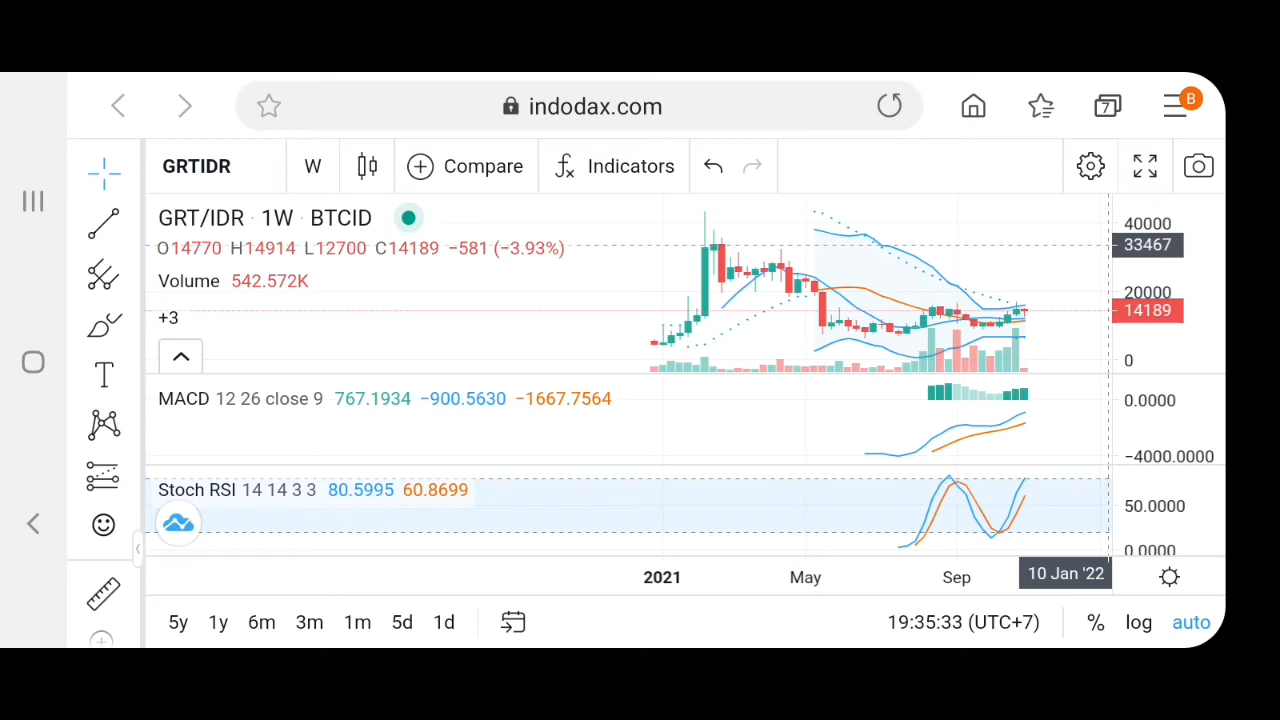 indodax.com
7
B
GRTIDR W Compare Indicators
GRT/IDR · 1W · BTCID
O14770 H14914 L12700 C14189 −581 (−3.93%)
Volume 542.572K
+3
40000
33467
20000
14189
0
MACD 12 26 close 9 767.1934 −900.5630 −1667.7564
0.0000
−4000.0000
Stoch RSI 14 14 3 3 80.5995 60.8699
50.0000
0.0000
2021 May Sep 10 Jan '22
5y 1y 6m 3m 1m 5d 1d 19:35:33 (UTC+7) % log auto